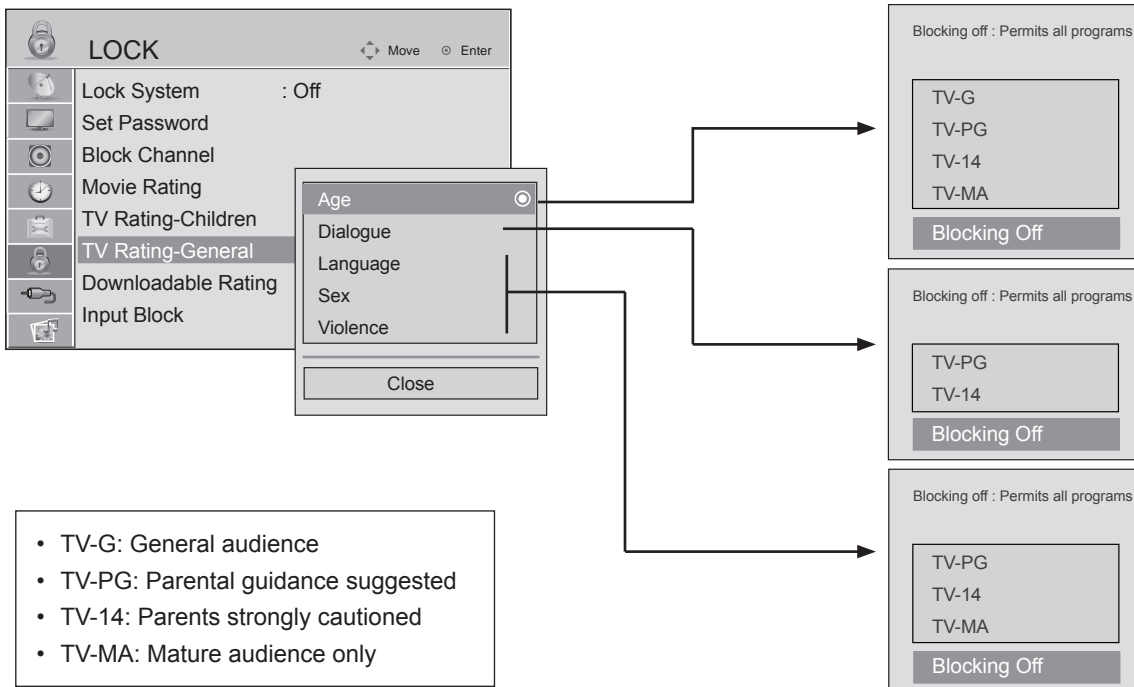 LOCK
Move Enter
Lock System : Off
Set Password
Block Channel
Movie Rating
TV Rating-Children
TV Rating-General
Downloadable Rating
Input Block
Age
Dialogue
Language
Sex
Violence
Close
Blocking off : Permits all programs
TV-G
TV-PG
TV-14
TV-MA
Blocking Off
Blocking off : Permits all programs
TV-PG
TV-14
Blocking Off
Blocking off : Permits all programs
TV-PG
TV-14
TV-MA
Blocking Off
• TV-G: General audience
• TV-PG: Parental guidance suggested
• TV-14: Parents strongly cautioned
• TV-MA: Mature audience only